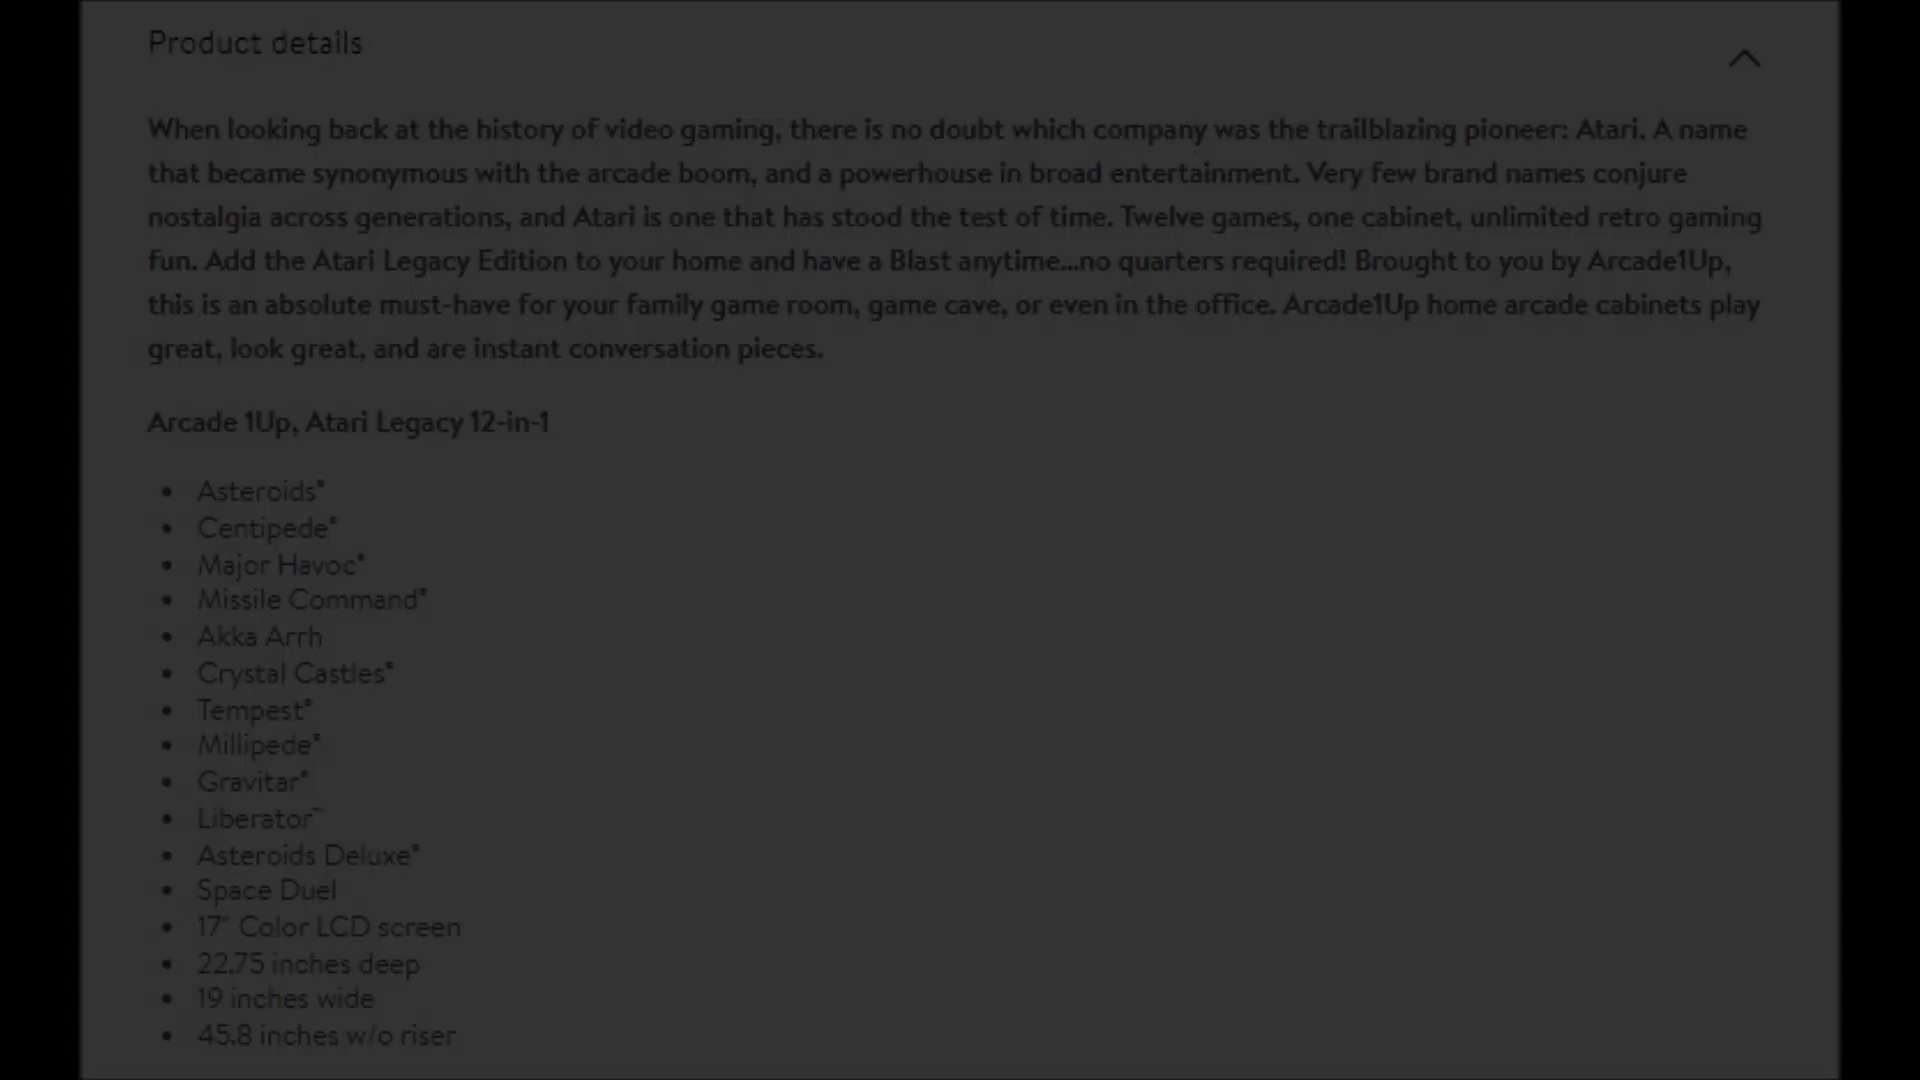 Product details
When looking back at the history of video gaming, there is no doubt which company was the trailblazing pioneer: Atari. A name
that became synonymous with the arcade boom, and a powerhouse in broad entertainment. Very few brand names conjure
nostalgia across generations, and Atari is one that has stood the test of time. Twelve games, one cabinet, unlimited retro gaming
fun. Add the Atari Legacy Edition to your home and have a Blast anytime...no quarters required! Brought to you by Arcade1Up,
this is an absolute must-have for your family game room, game cave, or even in the office. Arcade1Up home arcade cabinets play
great, look great, and are instant conversation pieces.
Arcade 1Up, Atari Legacy 12-in-1
• Asteroids®
• Centipede®
• Major Havoc®
• Missile Command®
• Akka Arrh
• Crystal Castles®
• Tempest®
• Millipede®
• Gravitar®
• Liberator™
• Asteroids Deluxe®
• Space Duel
• 17" Color LCD screen
• 22.75 inches deep
• 19 inches wide
• 45.8 inches w/o riser